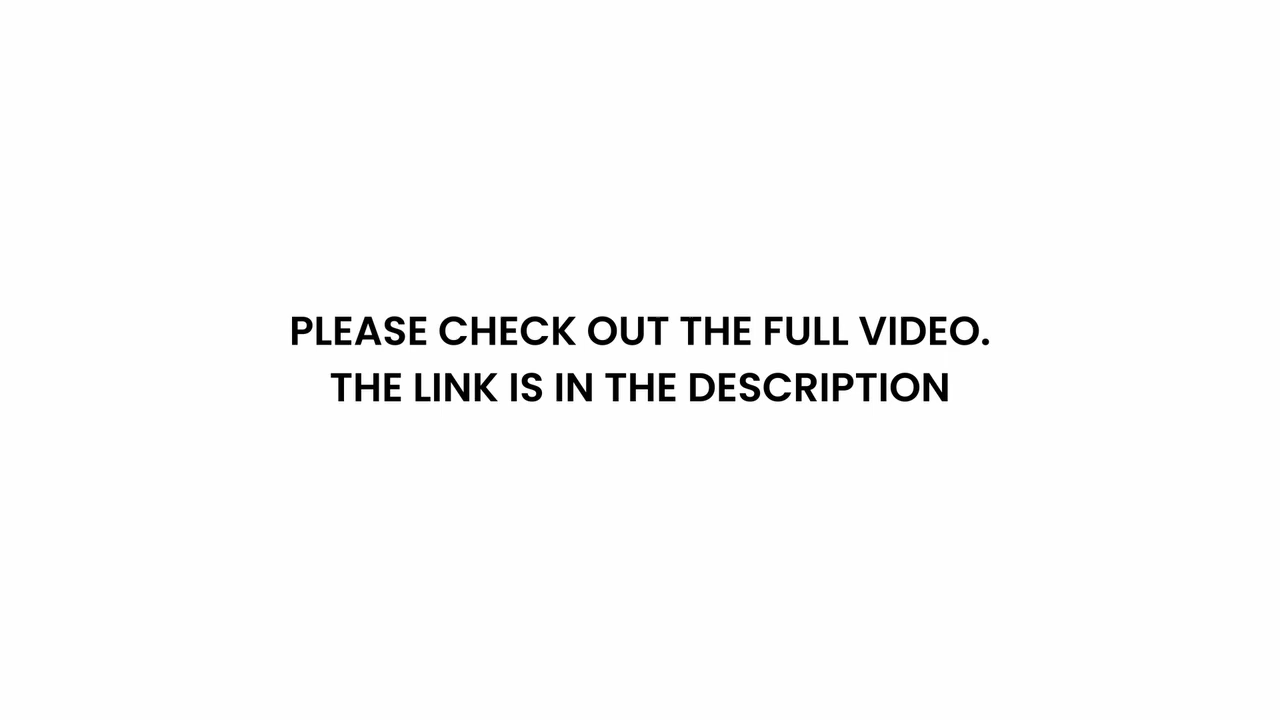 PLEASE CHECK OUT THE FULL VIDEO.
THE LINK IS IN THE DESCRIPTION